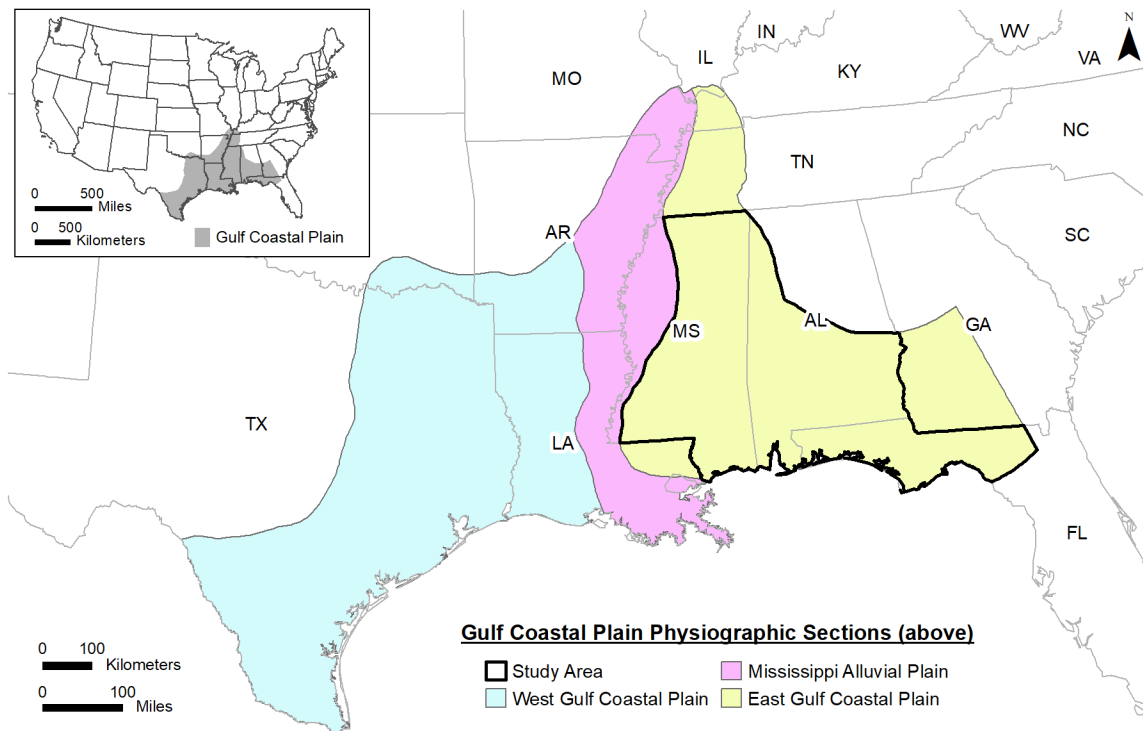 0 500
Miles
0 500
Kilometers
Gulf Coastal Plain
N
WV
IN
IL
VA
MO
KY
NC
TN
AR
SC
MS
AL
GA
TX
LA
FL
Gulf Coastal Plain Physiographic Sections (above)
Study Area
Mississippi Alluvial Plain
West Gulf Coastal Plain
East Gulf Coastal Plain
0 100
Kilometers
0 100
Miles